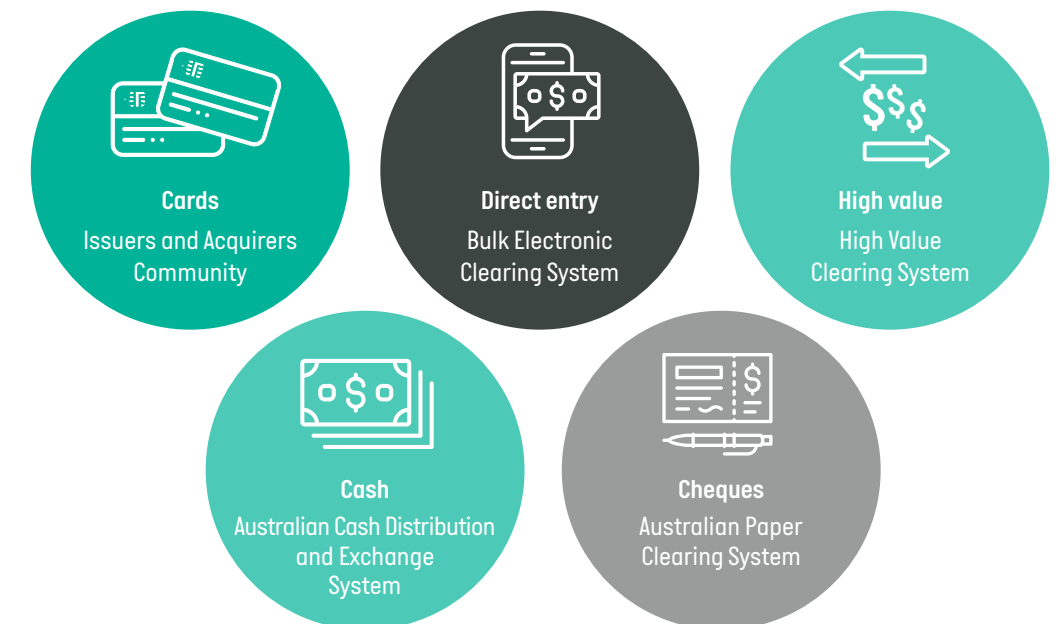 Cards
Issuers and Acquirers
Community
Direct entry
Bulk Electronic
Clearing System
High value
High Value
Clearing System
$
$$$
Cash
Australian Cash Distribution
and Exchange
System
$
Cheques
Australian Paper
Clearing System
$